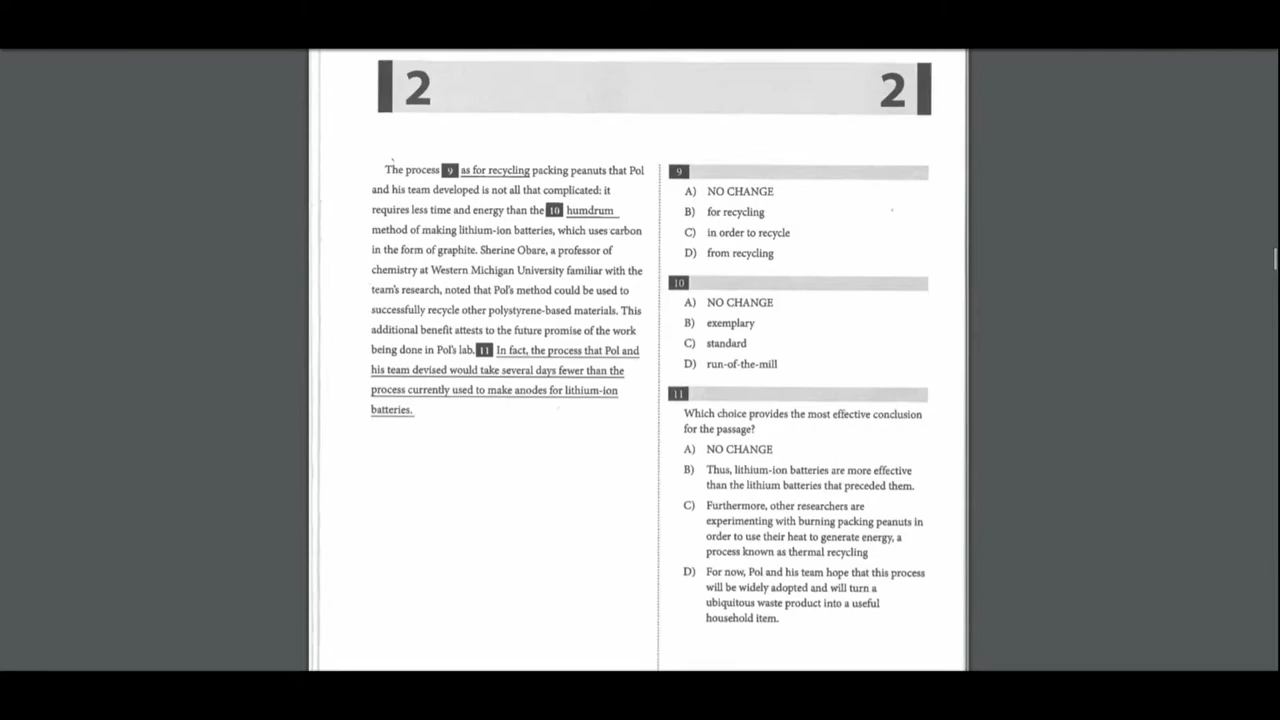 2 2
The process 9 as for recycling packing peanuts that Pol
and his team developed is not all that complicated: it
requires less time and energy than the 10 humdrum
method of making lithium-ion batteries, which uses carbon
in the form of graphite. Sherine Obare, a professor of
chemistry at Western Michigan University familiar with the
team's research, noted that Pol's method could be used to
successfully recycle other polystyrene-based materials. This
additional benefit attests to the future promise of the work
being done in Pol's lab. 11 In fact, the process that Pol and
his team devised would take several days fewer than the
process currently used to make anodes for lithium-ion
batteries.
9
A) NO CHANGE
B) for recycling
C) in order to recycle
D) from recycling
10
A) NO CHANGE
B) exemplary
C) standard
D) run-of-the-mill
11
Which choice provides the most effective conclusion
for the passage?
A) NO CHANGE
B) Thus, lithium-ion batteries are more effective
than the lithium batteries that preceded them.
C) Furthermore, other researchers are
experimenting with burning packing peanuts in
order to use their heat to generate energy, a
process known as thermal recycling
D) For now, Pol and his team hope that this process
will be widely adopted and will turn a
ubiquitous waste product into a useful
household item.